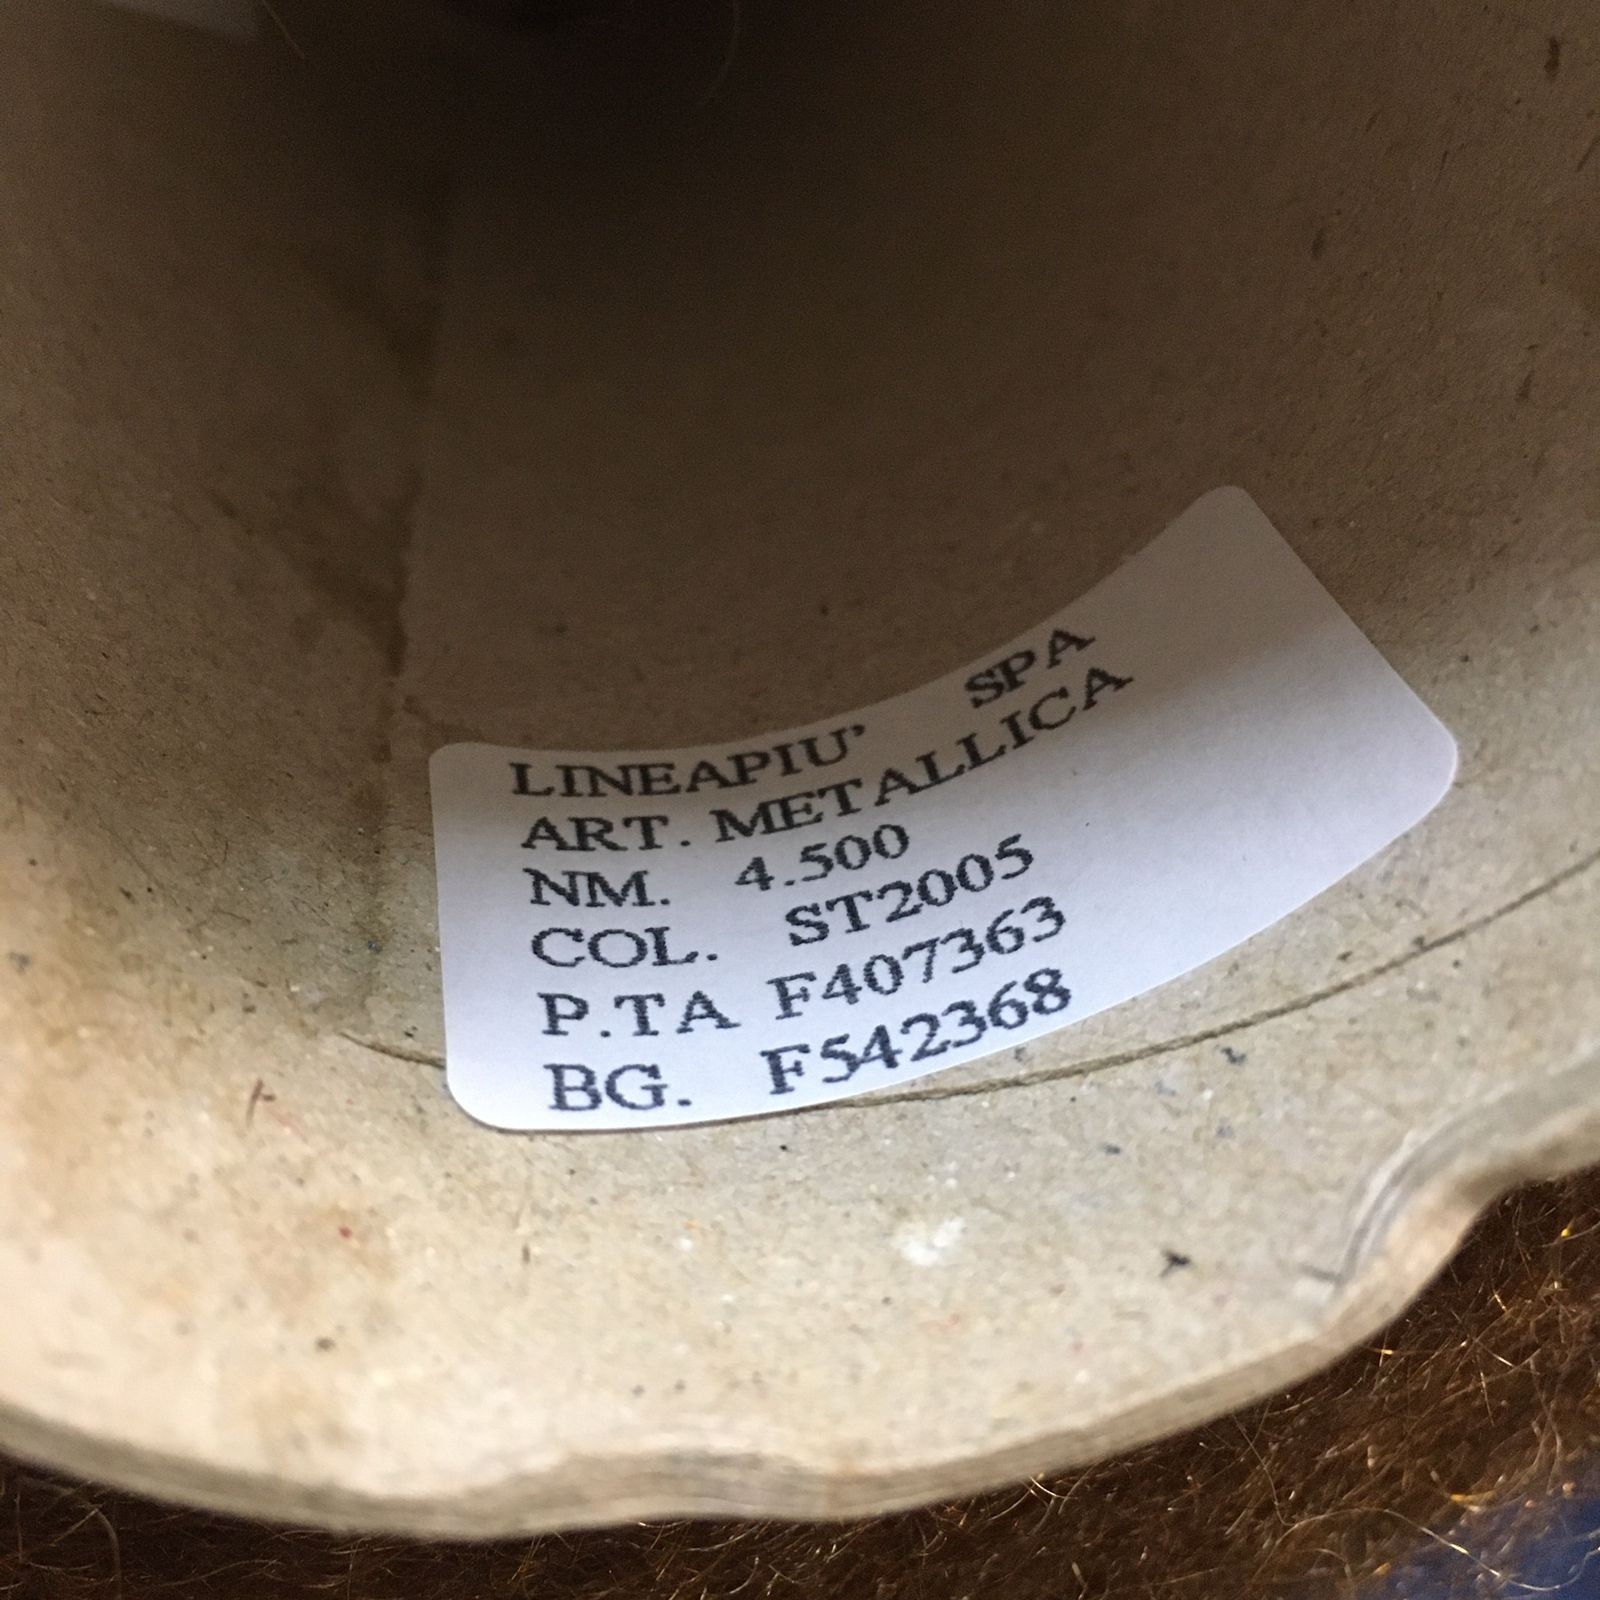 LINEAPIU' SPA
ART. METALLICA
NM. 4.500
COL. ST2005
P.TA F407363
BG. F542368